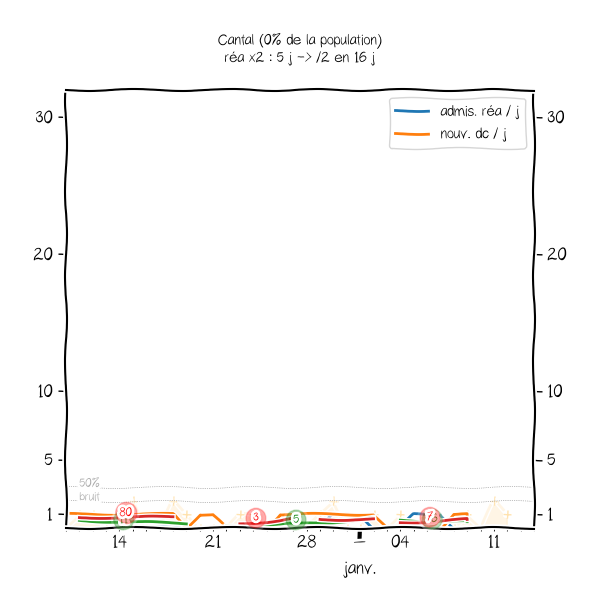 Cantal (0% de la population)
réa x2 : 5 j -> /2 en 16 j
admis. réa / j
nouv. dc / j
30 30
20 20
10 10
5 5
50%
bruit
1 80 3 5 1
14 21 28 04 11
janv.